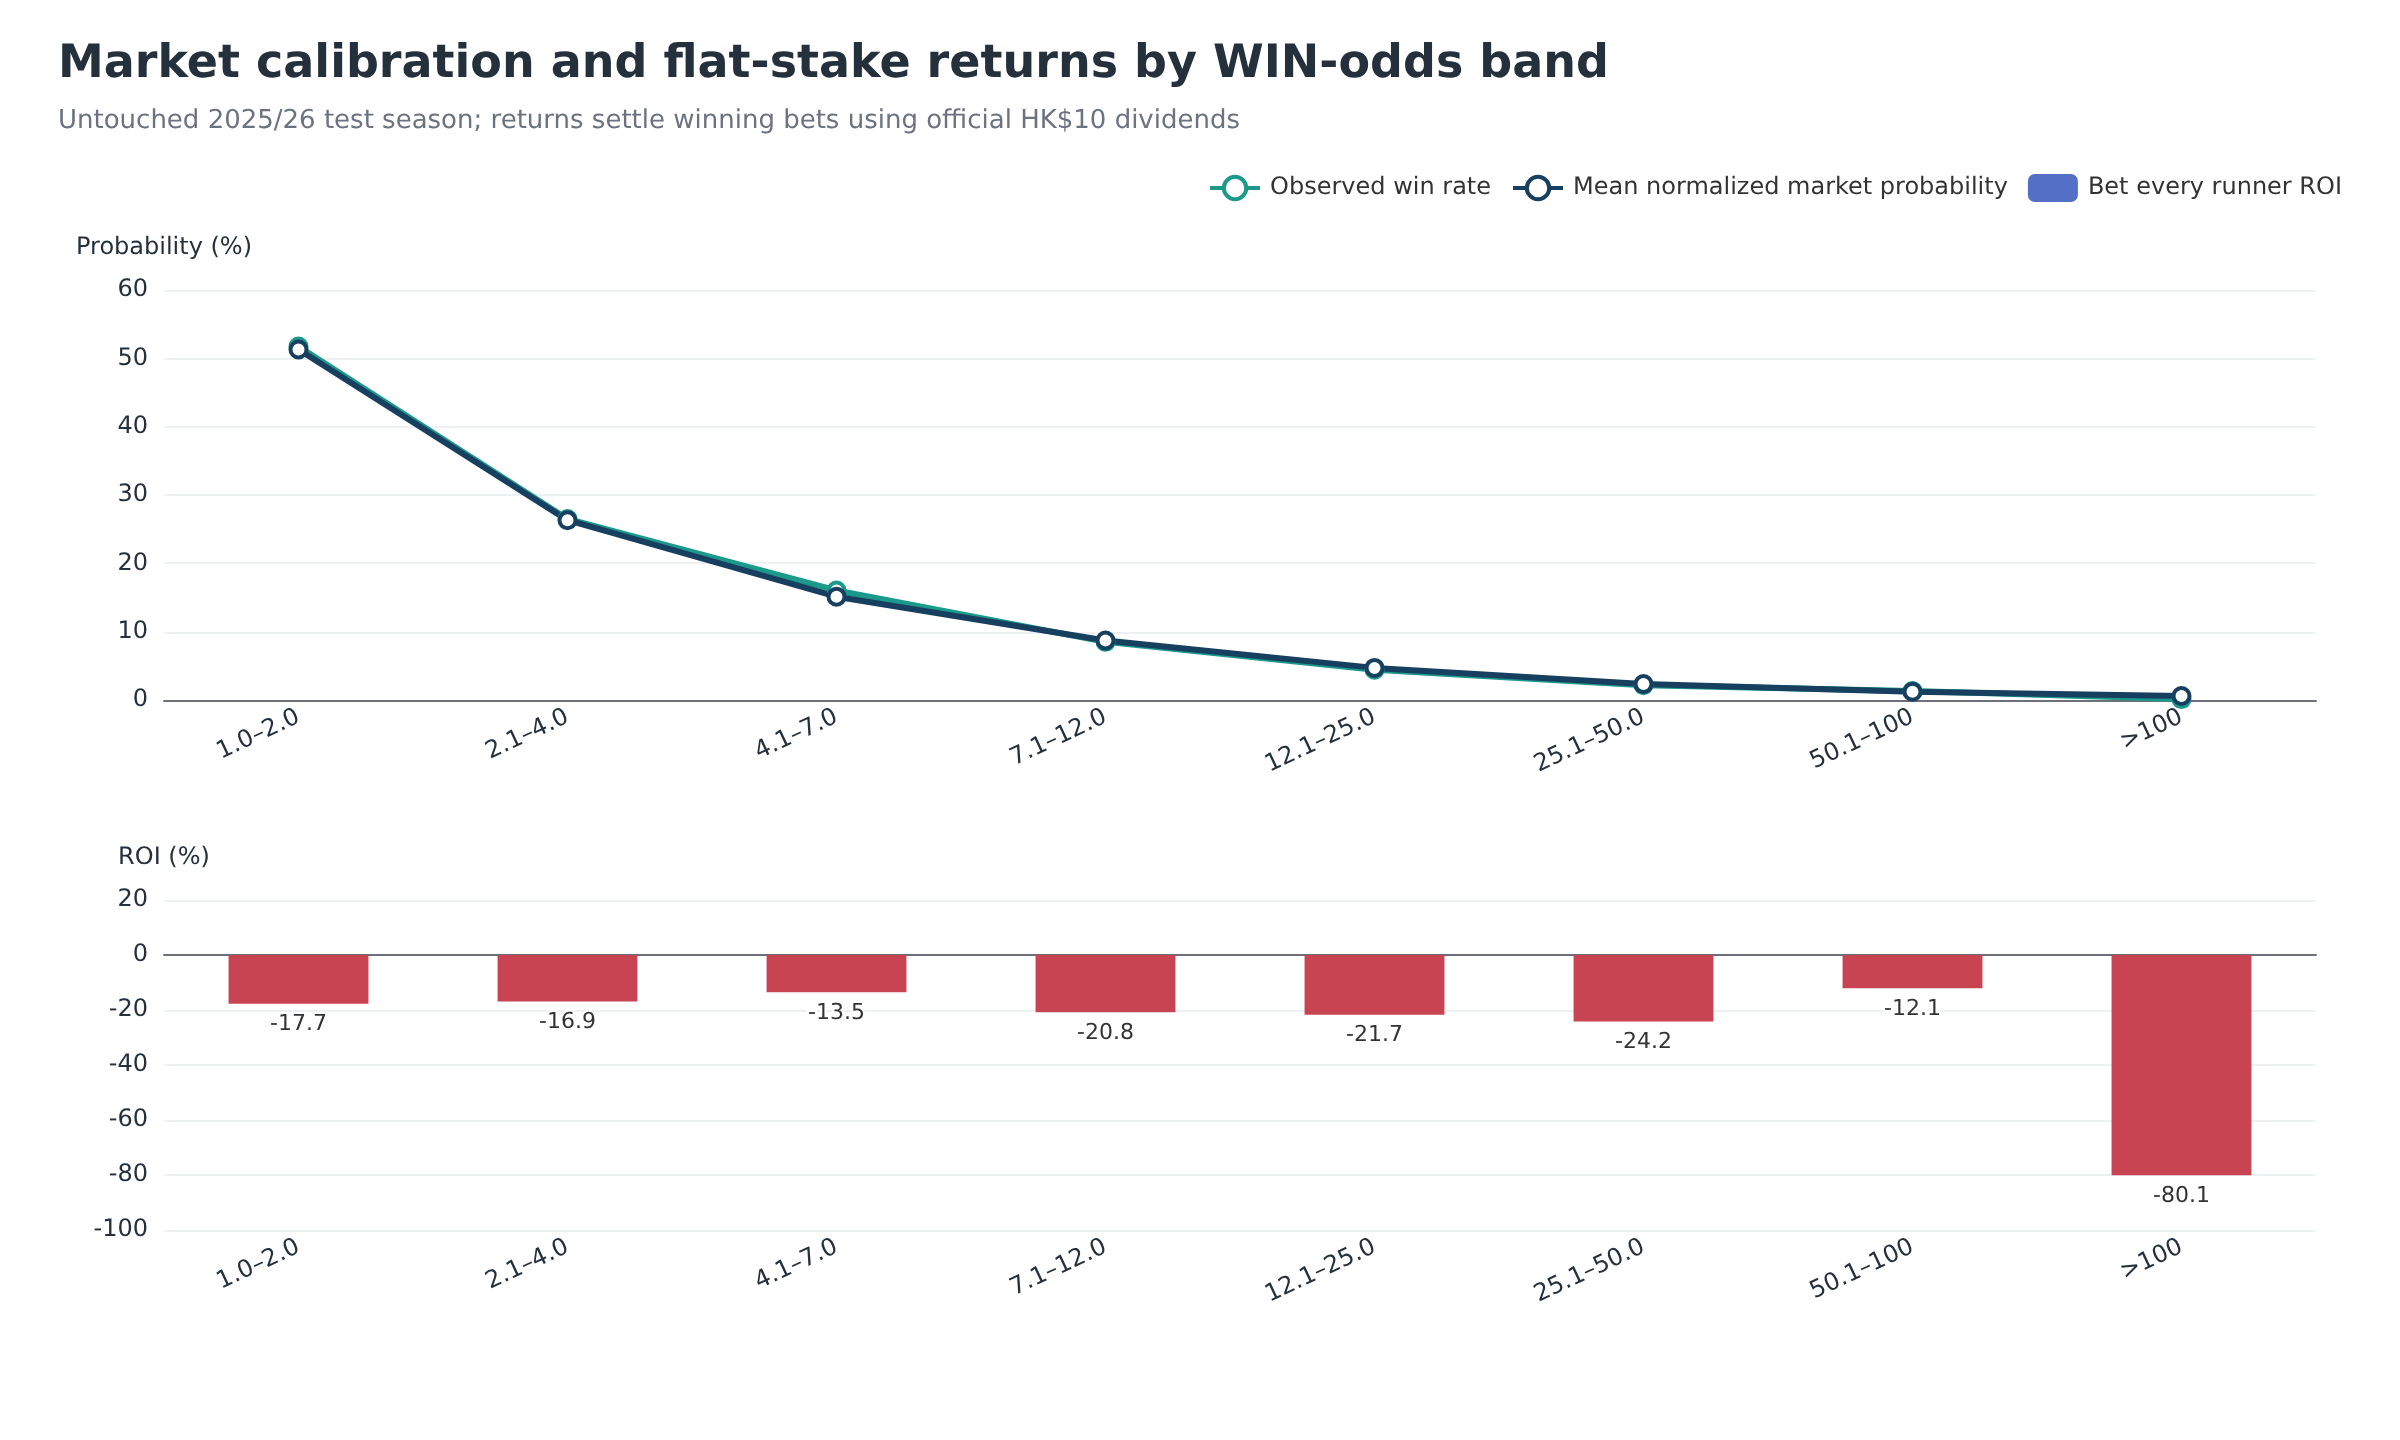 Market calibration and flat-stake returns by WIN-odds band
Untouched 2025/26 test season; returns settle winning bets using official HK$10 dividends
Observed win rate Mean normalized market probability Bet every runner ROI
Probability (%)
60
50
40
30
20
10
0
1.0–2.0 2.1–4.0 4.1–7.0 7.1–12.0 12.1–25.0 25.1–50.0 50.1–100 >100
ROI (%)
20
0
-20
-40
-60
-80
-100
-17.7 -16.9 -13.5 -20.8 -21.7 -24.2 -12.1 -80.1
1.0–2.0 2.1–4.0 4.1–7.0 7.1–12.0 12.1–25.0 25.1–50.0 50.1–100 >100